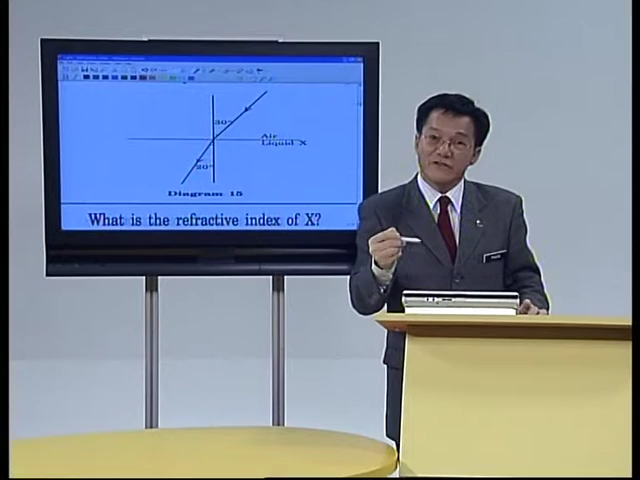 30°
Air
Liquid X
20°
Diagram 15
What is the refractive index of X?